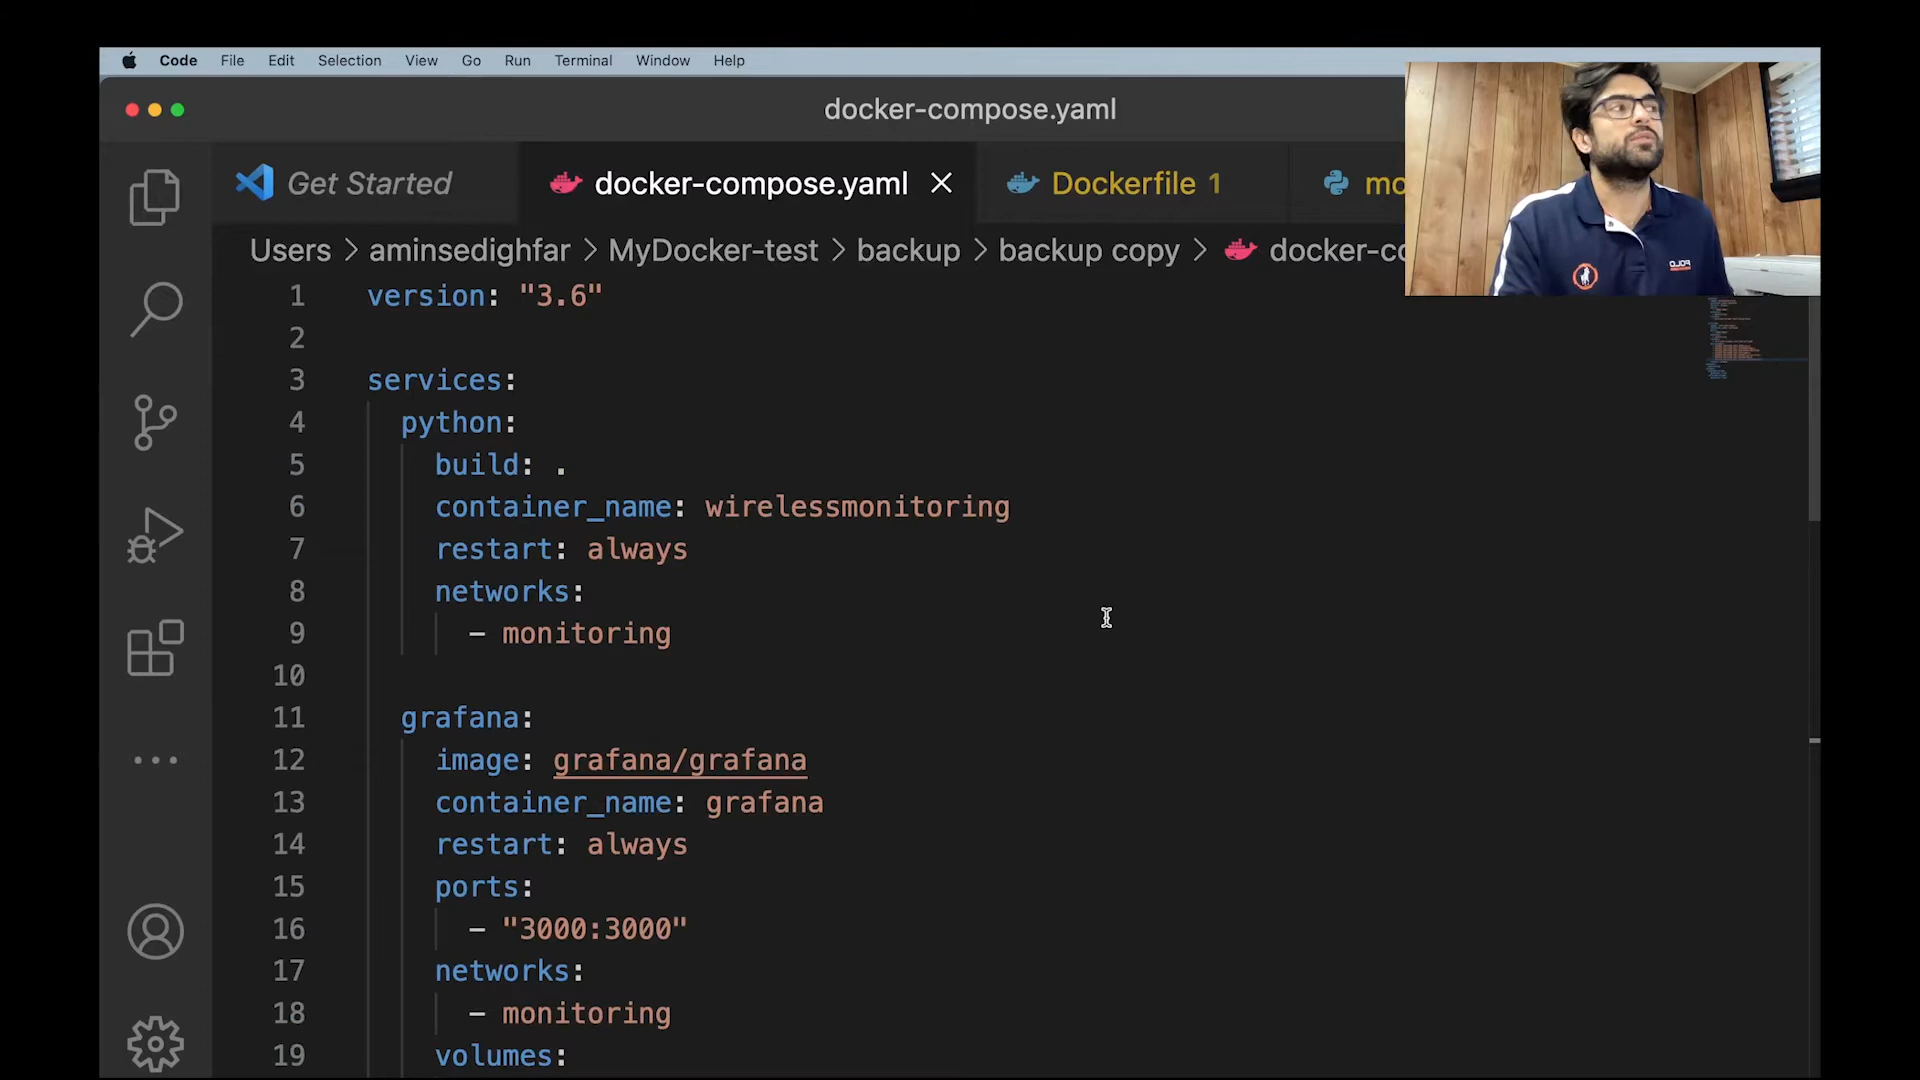 Code File Edit Selection View Go Run Terminal Window Help
docker-compose.yaml
Get Started docker-compose.yaml Dockerfile 1 mo
Users > aminsedighfar > MyDocker-test > backup > backup copy > docker-co
1 version: "3.6"
2
3 services:
4 python:
5 build: .
6 container_name: wirelessmonitoring
7 restart: always
8 networks:
9 - monitoring
10
11 grafana:
12 image: grafana/grafana
13 container_name: grafana
14 restart: always
15 ports:
16 - "3000:3000"
17 networks:
18 - monitoring
19 volumes: